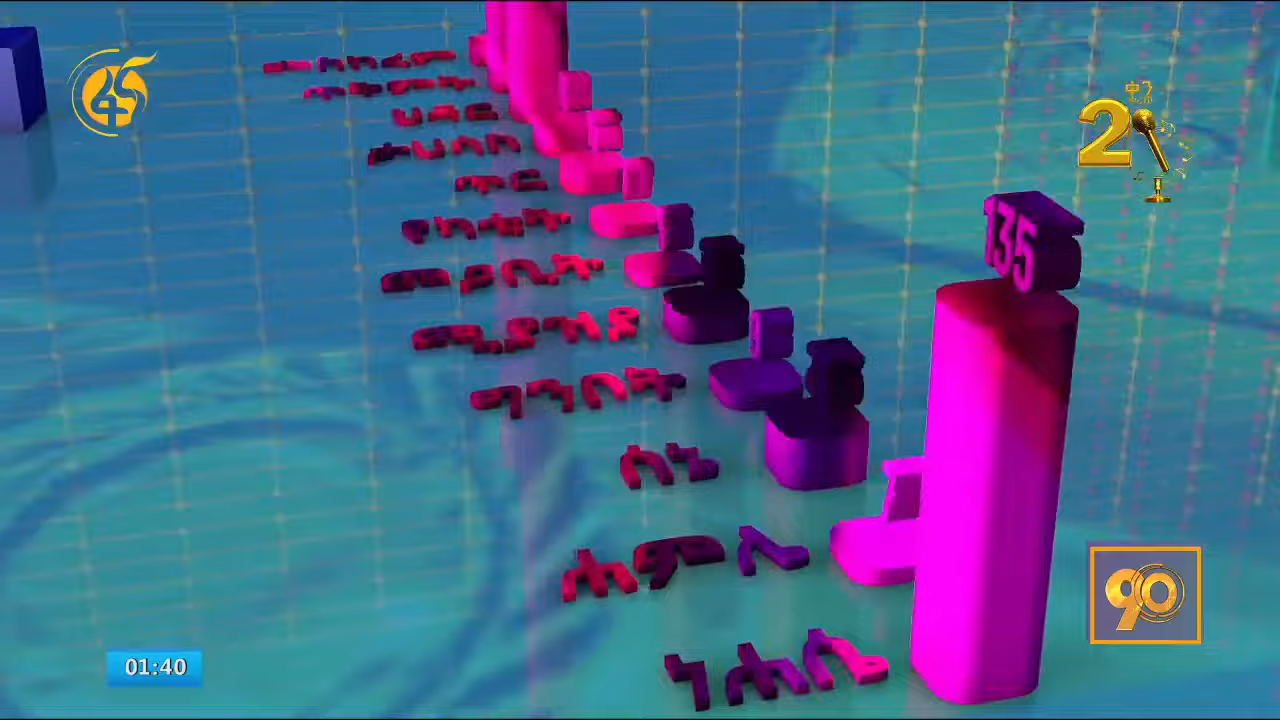 45
2
ህዳር
ታህሳስ
ጥር
135
የካቲት
መጋቢት
ሚያዝያ
ግንቦት
ሰኔ
ሐምሌ
90
ነሐሴ
01:40